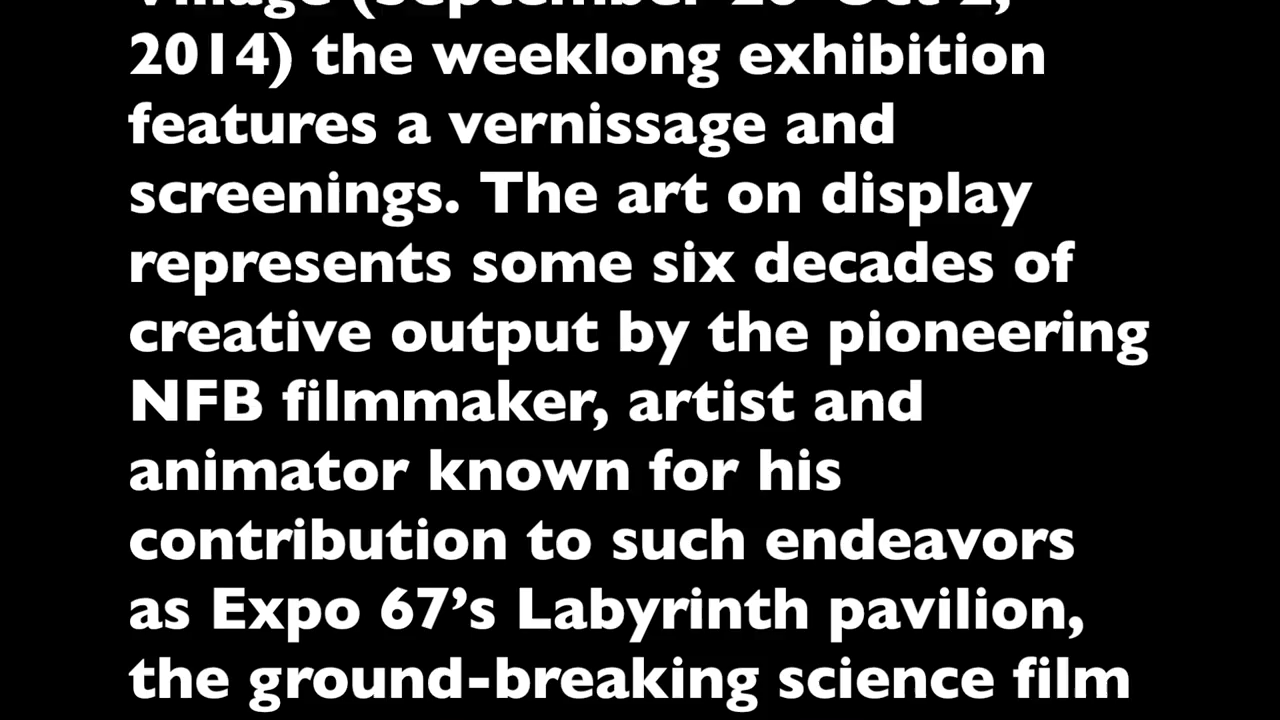 Village (September 26- Oct 2,
2014) the weeklong exhibition
features a vernissage and
screenings. The art on display
represents some six decades of
creative output by the pioneering
NFB filmmaker, artist and
animator known for his
contribution to such endeavors
as Expo 67’s Labyrinth pavilion,
the ground-breaking science film